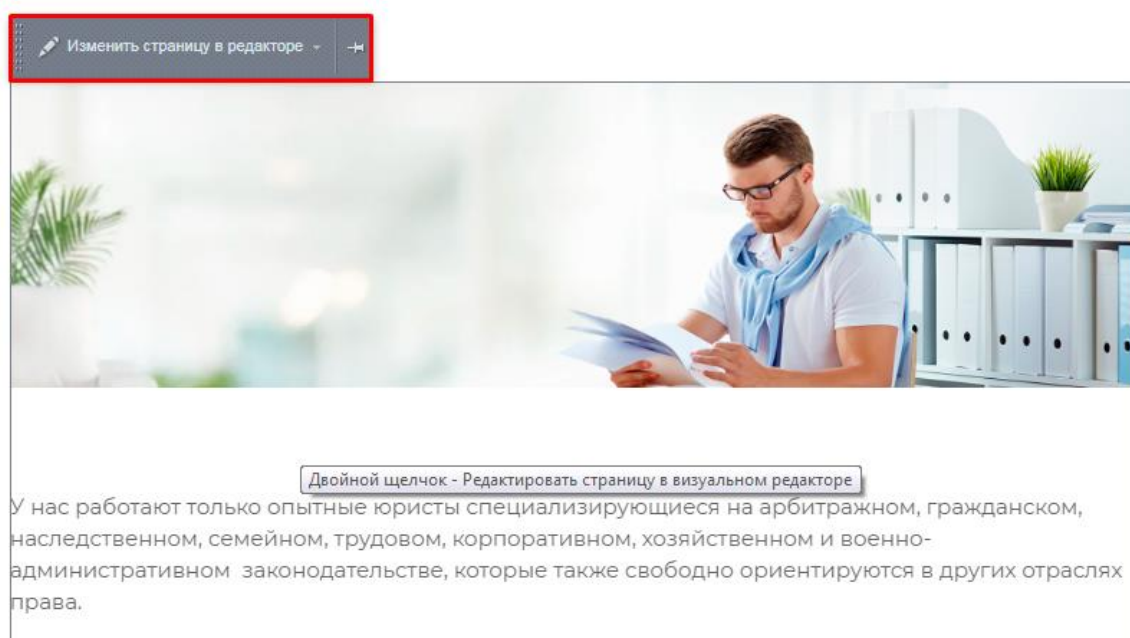 Изменить страницу в редакторе
Двойной щелчок - Редактировать страницу в визуальном редакторе
У нас работают только опытные юристы специализирующиеся на арбитражном, гражданском,
наследственном, семейном, трудовом, корпоративном, хозяйственном и военно-
административном  законодательстве, которые также свободно ориентируются в других отраслях
права.